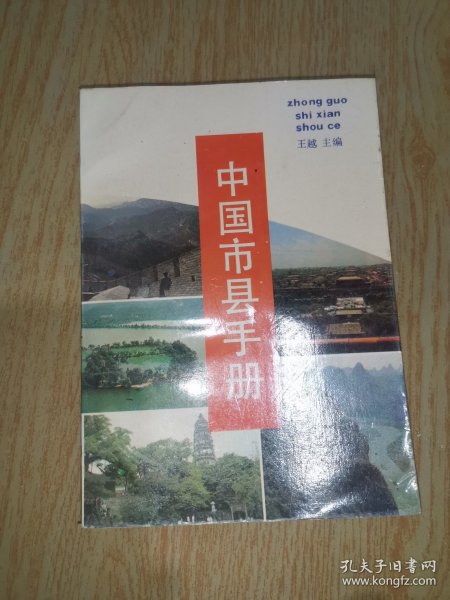 zhong guo
shi xian
shou ce
王越 主编
中国市县手册
孔夫子旧书网
www.kongfz.com